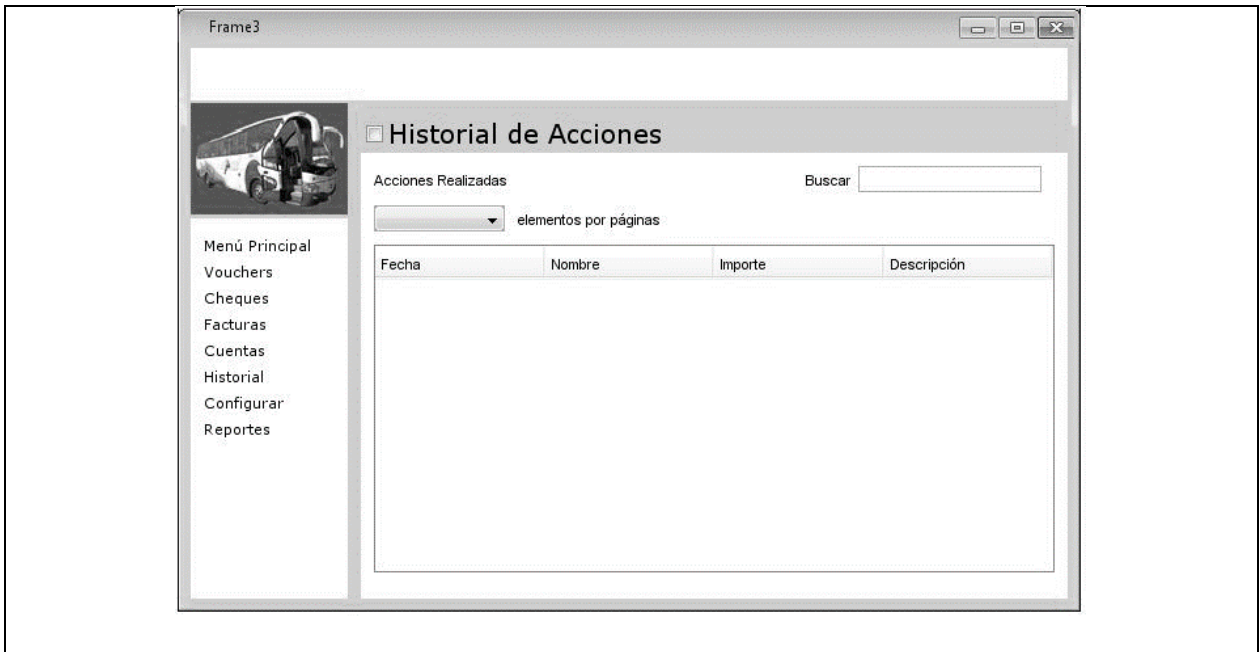 Frame3
Historial de Acciones
Acciones Realizadas
Buscar
elementos por páginas
Menú Principal
Vouchers
Cheques
Facturas
Cuentas
Historial
Configurar
Reportes
Fecha Nombre Importe Descripción